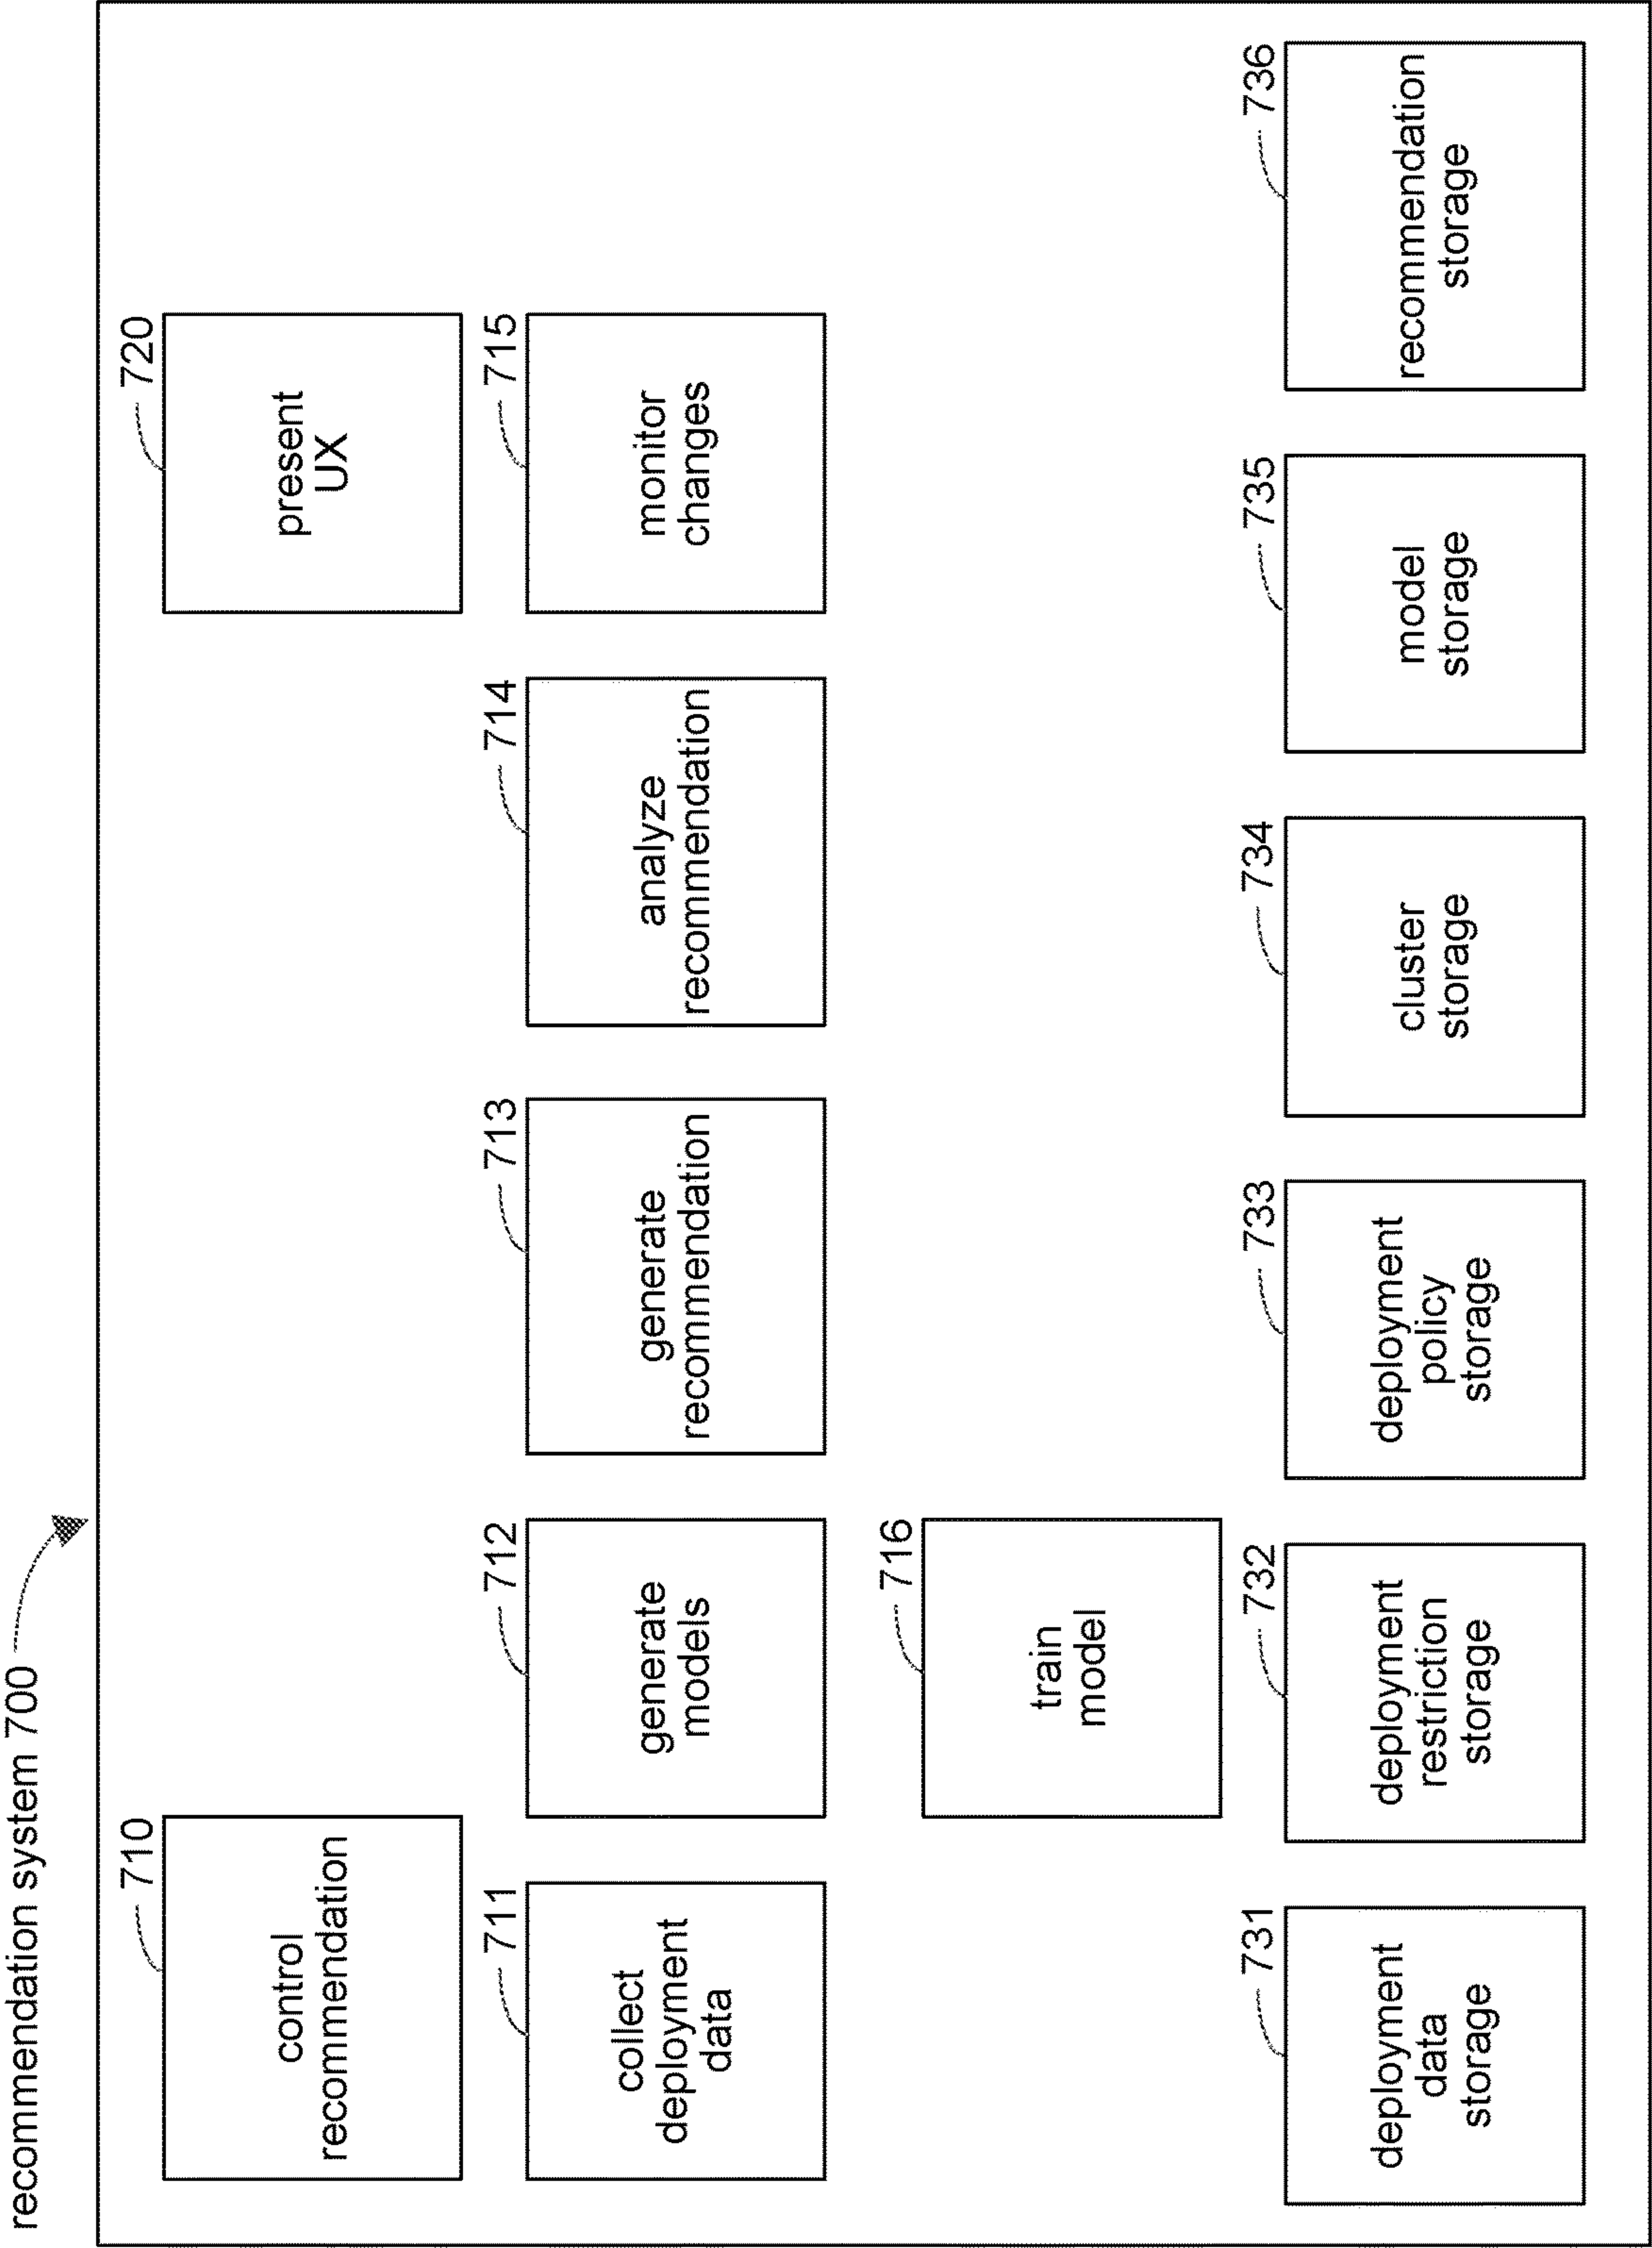 recommendation system 700
710
control
recommendation
720
present
UX
711
collect
deployment
data
712
generate
models
713
generate
recommendation
714
analyze
recommendation
715
monitor
changes
716
train
model
731
deployment
data
storage
732
deployment
restriction
storage
733
deployment
policy
storage
734
cluster
storage
735
model
storage
736
recommendation
storage